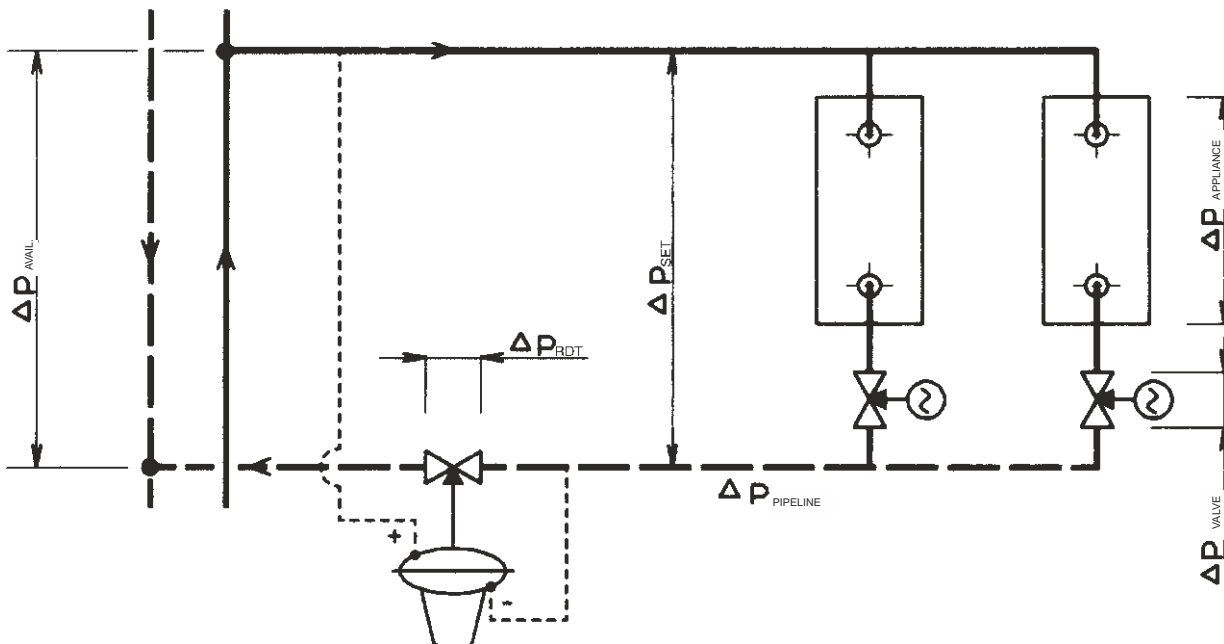 ΔP AVAIL.
ΔP SET
ΔP RDT
ΔP APPLIANCE
ΔP PIPELINE
ΔP VALVE
+
-